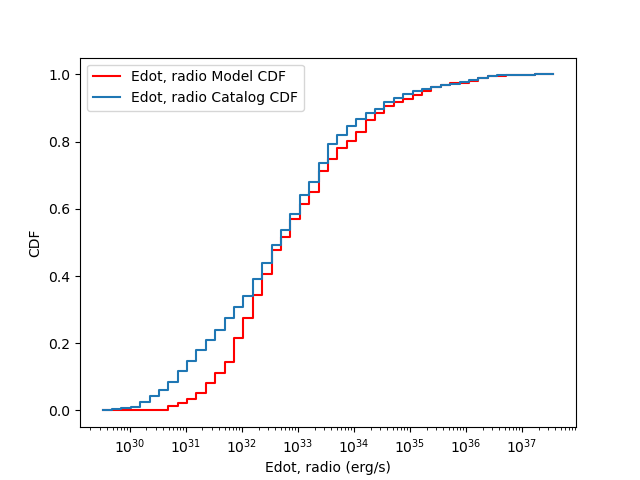 Edot, radio Model CDF
Edot, radio Catalog CDF
1.0
0.8
0.6
0.4
0.2
0.0
CDF
10^30 10^31 10^32 10^33 10^34 10^35 10^36 10^37
Edot, radio (erg/s)